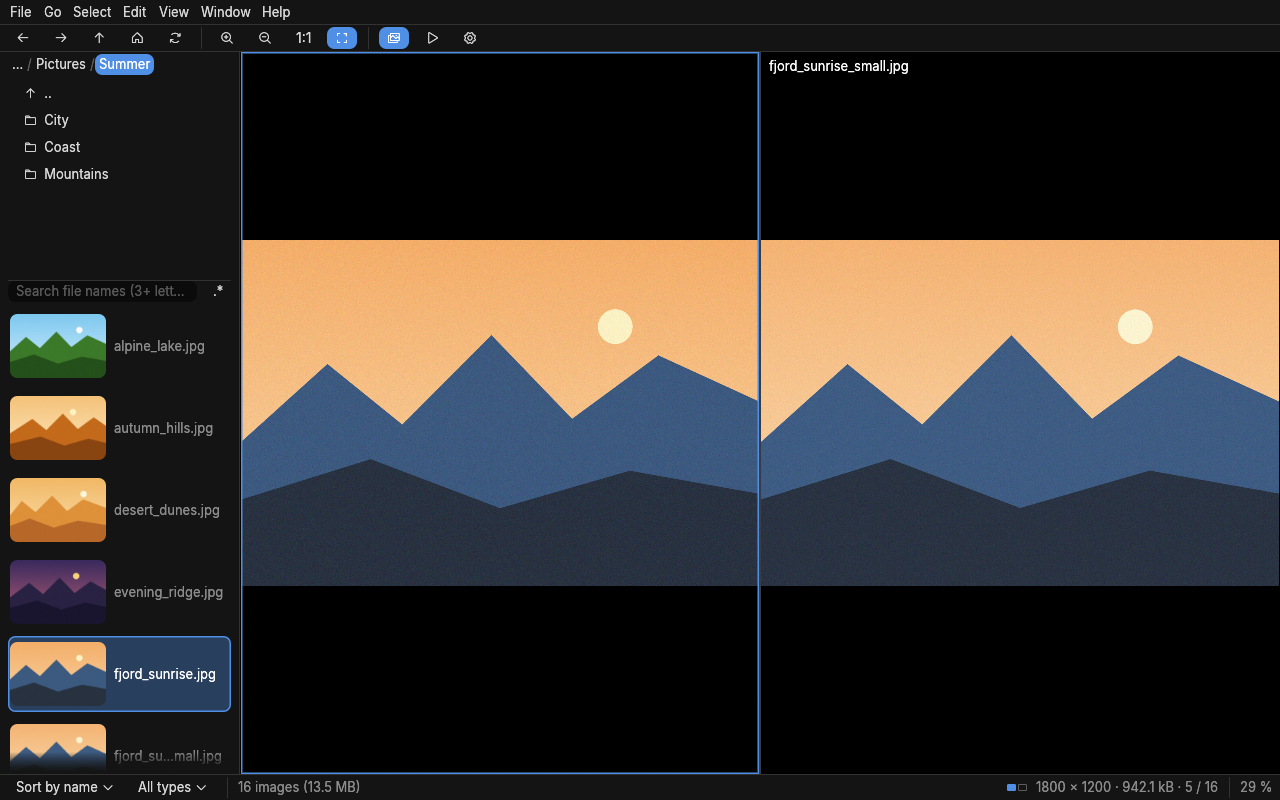 File Go Select Edit View Window Help
1:1
... / Pictures / Summer
fjord_sunrise_small.jpg
..
City
Coast
Mountains
Search file names (3+ lett... .*
alpine_lake.jpg
autumn_hills.jpg
desert_dunes.jpg
evening_ridge.jpg
fjord_sunrise.jpg
fjord_su...mall.jpg
Sort by name All types 16 images (13.5 MB) 1800 × 1200 · 942.1 kB · 5 / 16 29 %